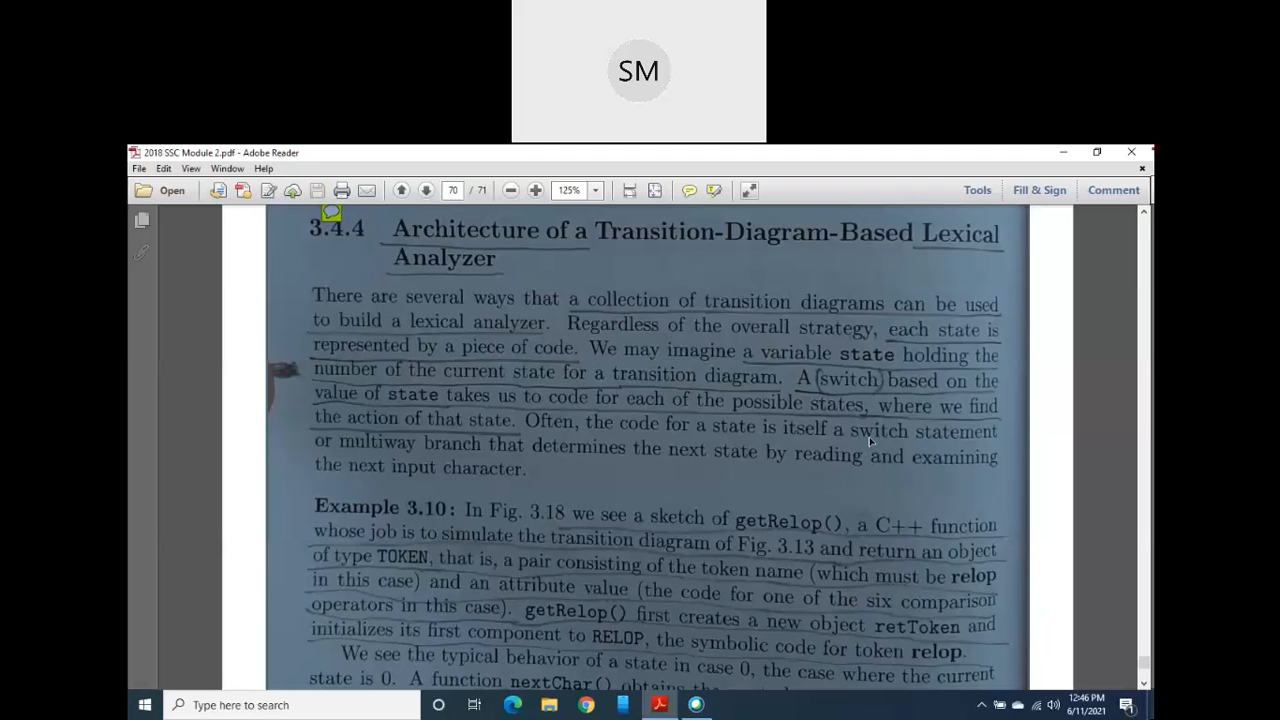 SM
2018 SSC Module 2.pdf - Adobe Reader
File Edit View Window Help
Open 70 / 71 125% Tools Fill & Sign Comment
3.4.4 Architecture of a Transition-Diagram-Based Lexical
Analyzer
There are several ways that a collection of transition diagrams can be used
to build a lexical analyzer. Regardless of the overall strategy, each state is
represented by a piece of code. We may imagine a variable state holding the
number of the current state for a transition diagram. A switch based on the
value of state takes us to code for each of the possible states, where we find
the action of that state. Often, the code for a state is itself a switch statement
or multiway branch that determines the next state by reading and examining
the next input character.
Example 3.10: In Fig. 3.18 we see a sketch of getRelop(), a C++ function
whose job is to simulate the transition diagram of Fig. 3.13 and return an object
of type TOKEN, that is, a pair consisting of the token name (which must be relop
in this case) and an attribute value (the code for one of the six comparison
operators in this case). getRelop() first creates a new object retToken and
initializes its first component to RELOP, the symbolic code for token relop.
We see the typical behavior of a state in case 0, the case where the current
state is 0. A function nextChar() obtains the
Type here to search
12:46 PM
6/11/2021